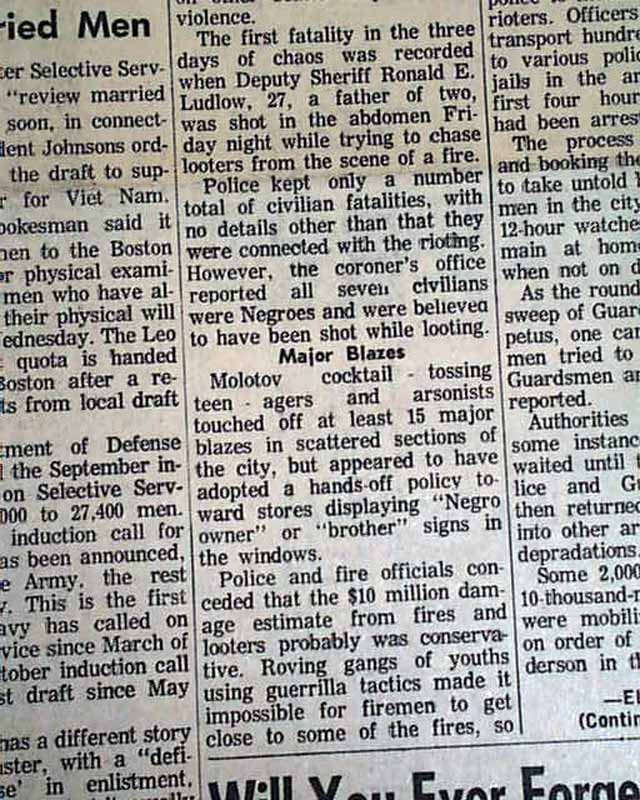 ried Men
ter Selective Serv-
"review married
soon, in connect-
dent Johnsons ord-
the draft to sup-
r for Viet Nam.
ookesman said it
men to the Boston
or physical exami-
men who have al-
their physical will
ednesday. The Leo
quota is handed
Boston after a re-
ts from local draft
tment of Defense
the September in-
on Selective Serv-
000 to 27,400 men.
induction call for
as been announced,
e Army, the rest
y. This is the first
avy has called on
vice since March of
tober induction call
st draft since May
has a different story
aster, with a "defi-
se' in enlistment,
violence.
The first fatality in the three
days of chaos was recorded
when Deputy Sheriff Ronald E.
Ludlow, 27, a father of two,
was shot in the abdomen Fri-
day night while trying to chase
looters from the scene of a fire.
Police kept only a number
total of civilian fatalities, with
no details other than that they
were connected with the rioting.
However, the coroner's office
reported all seven civilians
were Negroes and were believed
to have been shot while looting.
Major Blazes
Molotov cocktail - tossing
teen - agers and arsonists
touched off at least 15 major
blazes in scattered sections of
the city, but appeared to have
adopted a hands-off policy to-
ward stores displaying "Negro
owner" or "brother" signs in
the windows.
Police and fire officials con-
ceded that the $10 million dam-
age estimate from fires and
looters probably was conserva-
tive. Roving gangs of youths
using guerrilla tactics made it
impossible for firemen to get
close to some of the fires, so
rioters. Officers
transport hundre
to various polic
jails in the ar
first four hour
had been arres
The process
and booking the
to take untold
men in the city
12-hour watches
main at hom
when not on d
As the round
sweep of Guar
petus, one car
men tried to
Guardsmen ar
reported.
Authorities
some instanc
waited until t
lice and Gu
then returned
into other ar
depradations.
Some 2,000
10-thousand-r
were mobili
on order of
derson in th
—El
(Contin
Will You Ever Forge